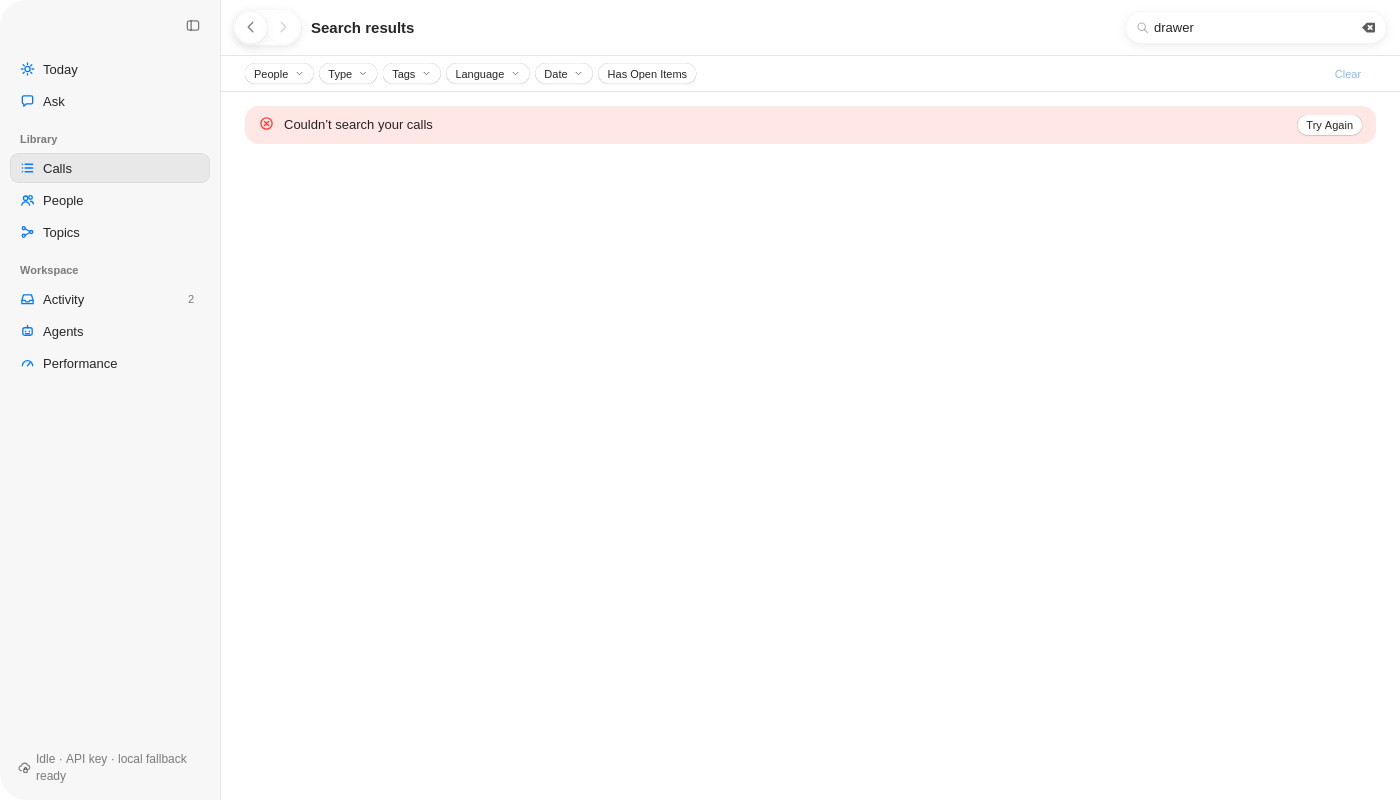 Search results
drawer
Today
Ask
Library
Calls
People
Topics
Workspace
Activity 2
Agents
Performance
Idle · API key · local fallback
ready
People Type Tags Language Date Has Open Items Clear
Couldn’t search your calls Try Again